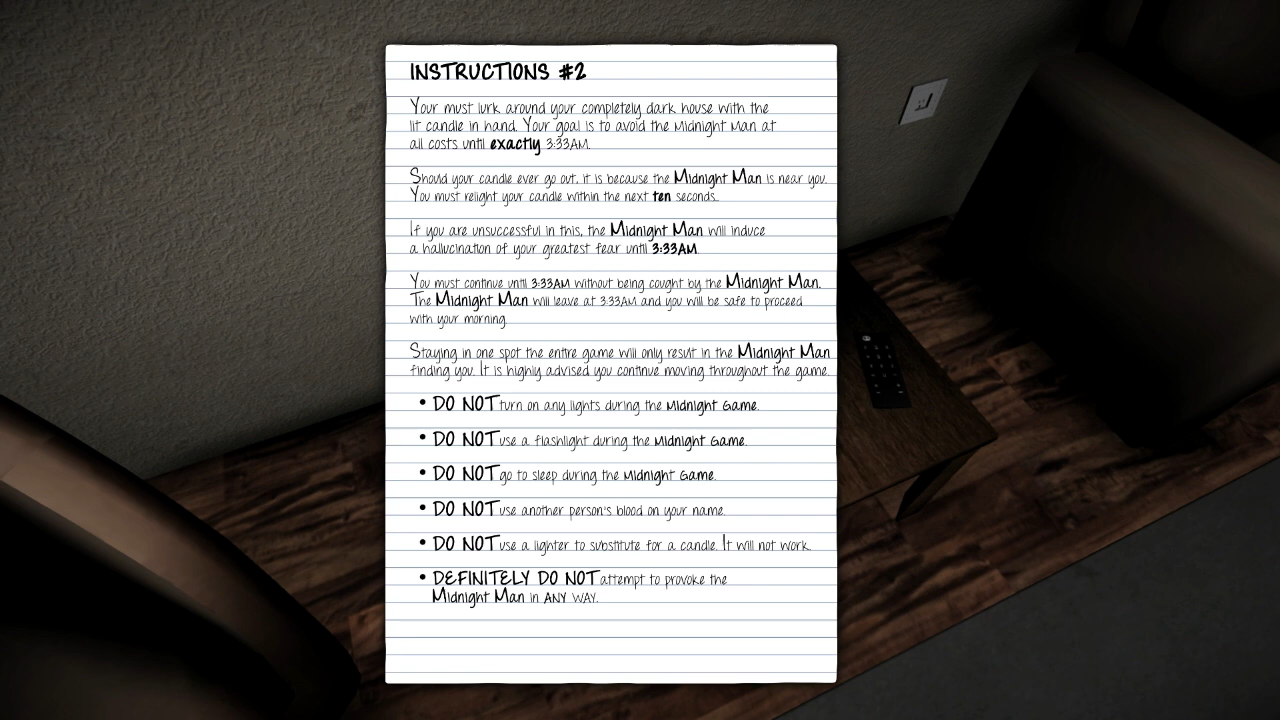 INSTRUCTIONS #2
Your must lurk around your completely dark house with the
lit candle in hand. Your goal is to avoid the Midnight Man at
all costs until exactly 3:33AM.
Should your candle ever go out, it is because the Midnight Man is near you.
You must relight your candle within the next ten seconds.
If you are unsuccessful in this, the Midnight Man will induce
a hallucination of your greatest fear until 3:33AM.
You must continue until 3:33AM without being cought by the Midnight Man.
The Midnight Man will leave at 3:33AM and you will be safe to proceed
with your morning.
Staying in one spot the entire game will only result in the Midnight Man
finding you. It is highly advised you continue moving throughout the game.
• DO NOT turn on any lights during the Midnight Game.
• DO NOT use a flashlight during the Midnight Game.
• DO NOT go to sleep during the Midnight Game.
• DO NOT use another person's blood on your name.
• DO NOT use a lighter to substitute for a candle. It will not work.
• DEFINITELY DO NOT attempt to provoke the
Midnight Man in ANY WAY.